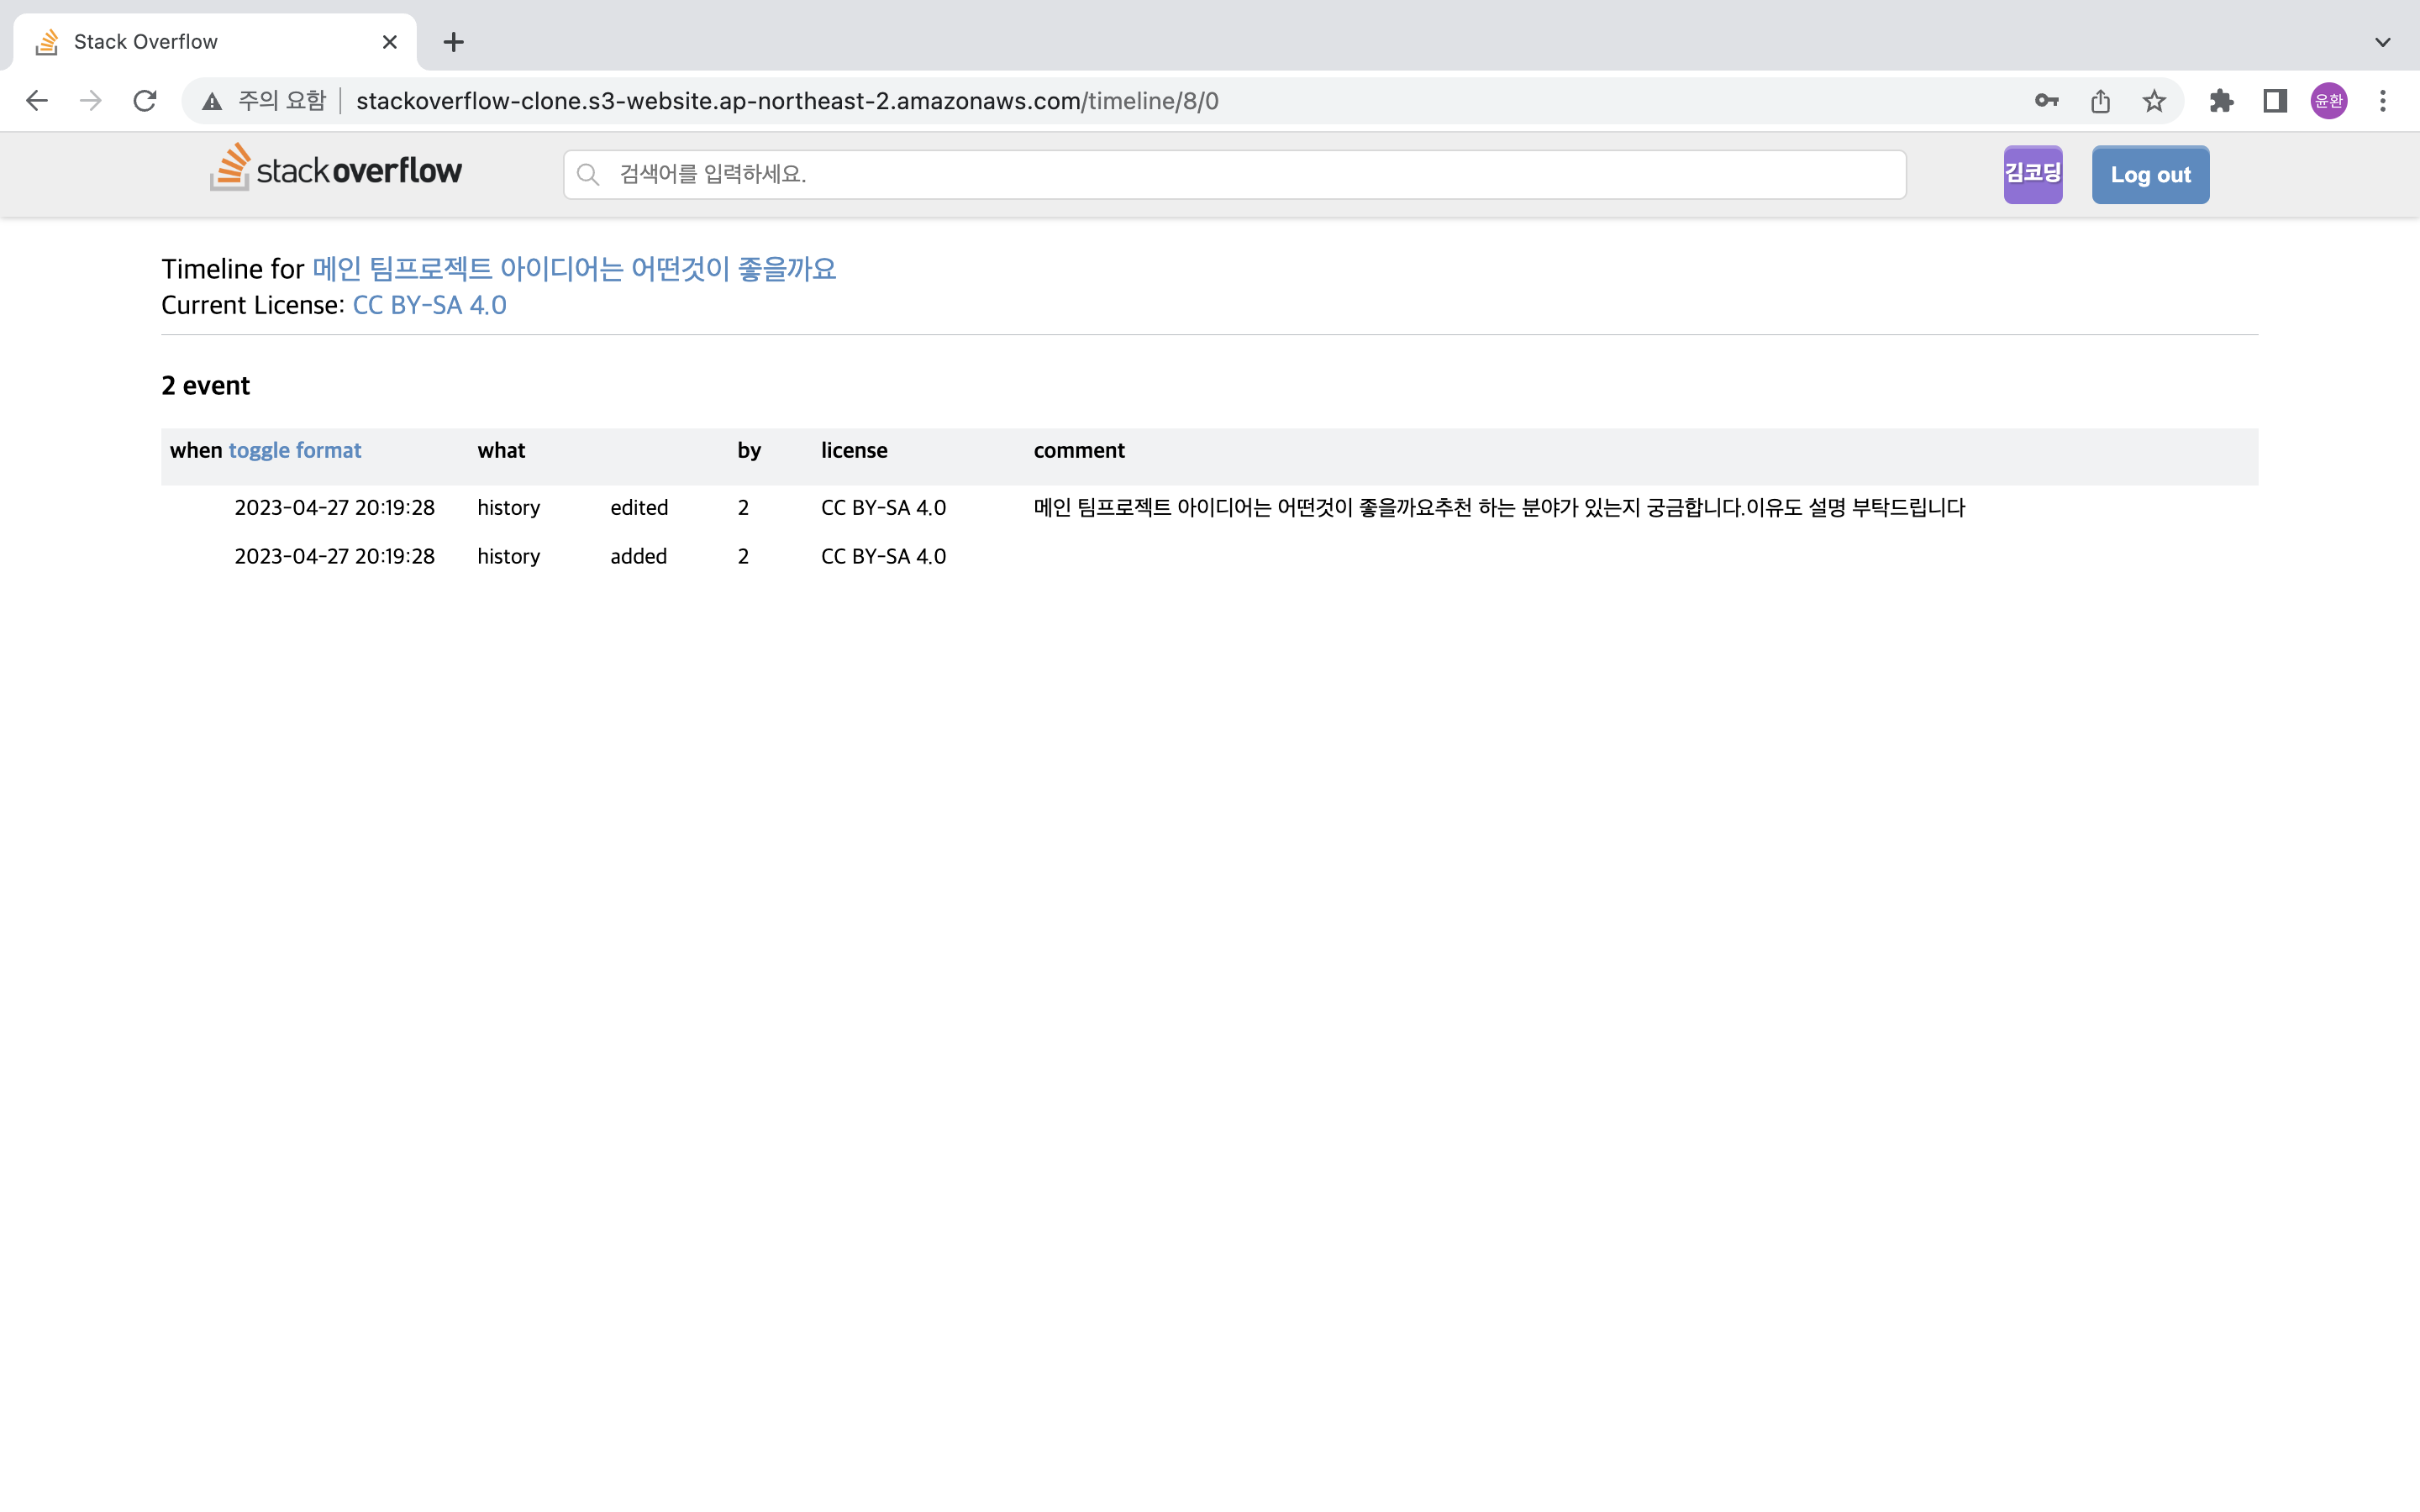 Stack Overflow
주의 요함 stackoverflow-clone.s3-website.ap-northeast-2.amazonaws.com/timeline/8/0 윤환
stackoverflow 검색어를 입력하세요. 김코딩 Log out
Timeline for 메인 팀프로젝트 아이디어는 어떤것이 좋을까요
Current License: CC BY-SA 4.0
2 event
when toggle format what by license comment
2023-04-27 20:19:28 history edited 2 CC BY-SA 4.0 메인 팀프로젝트 아이디어는 어떤것이 좋을까요추천 하는 분야가 있는지 궁금합니다.이유도 설명 부탁드립니다
2023-04-27 20:19:28 history added 2 CC BY-SA 4.0